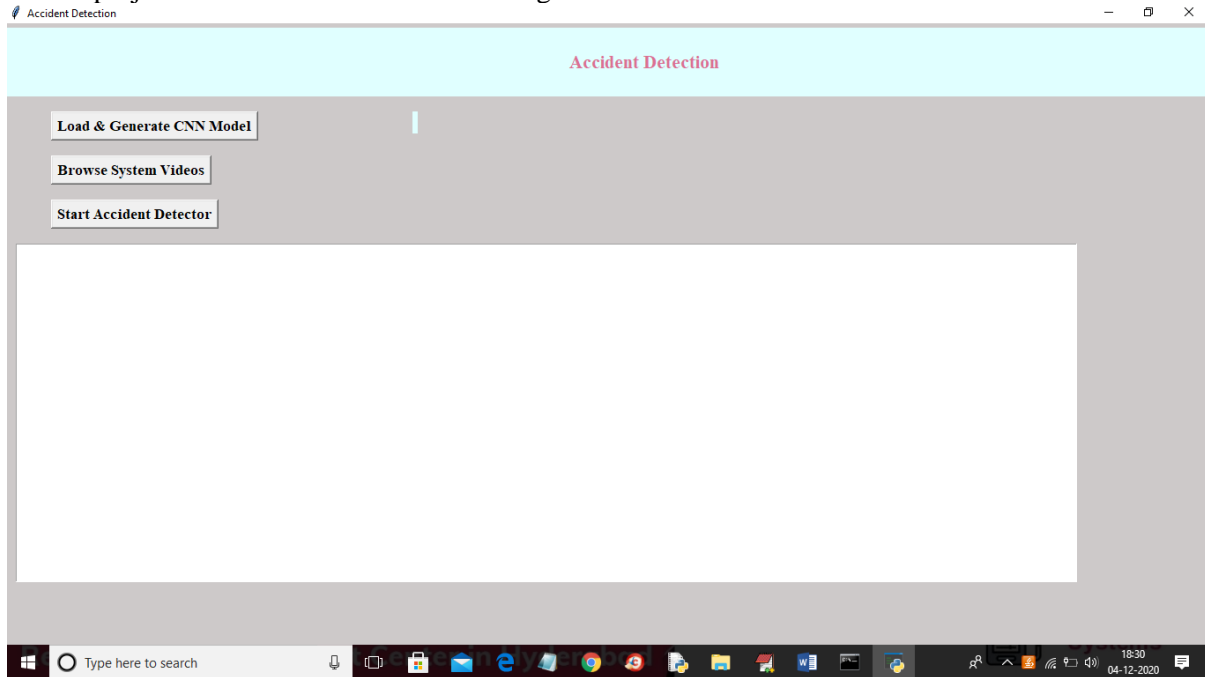 Accident Detection
Accident Detection
Load & Generate CNN Model
Browse System Videos
Start Accident Detector
Type here to search
18:30
04-12-2020